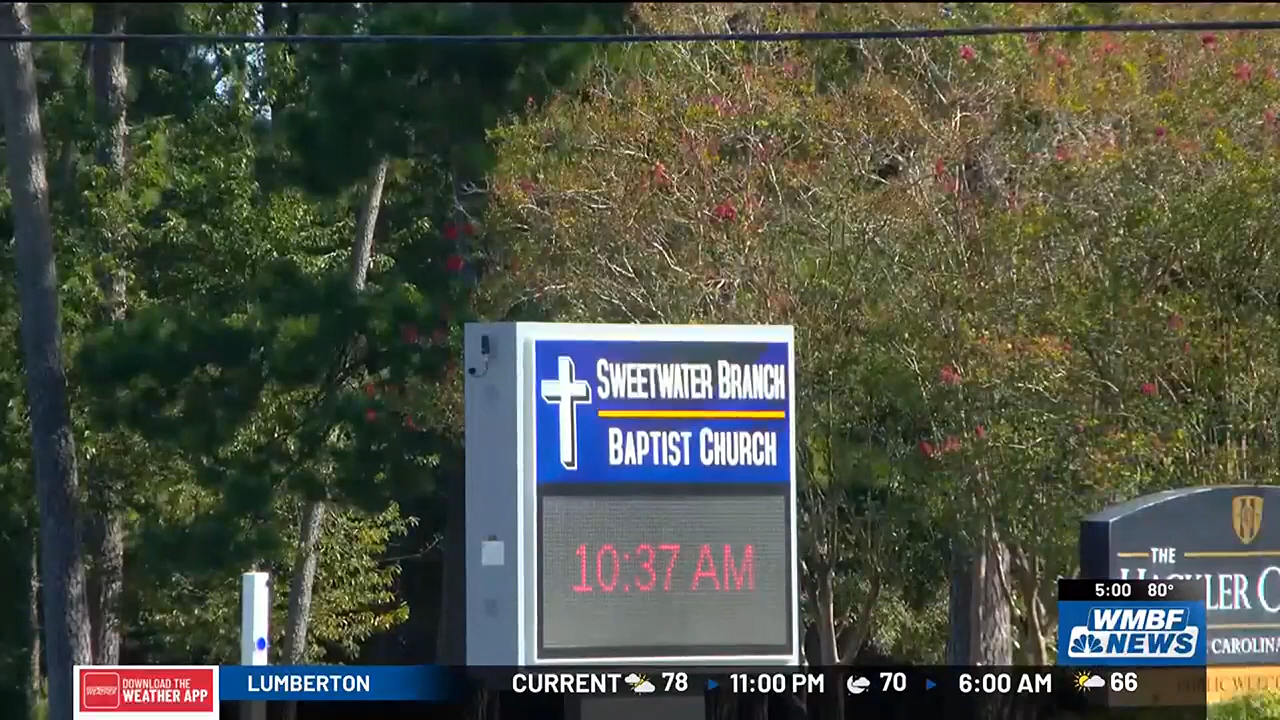 SWEETWATER BRANCH
BAPTIST CHURCH
10:37 AM
THE
CAROLINA
5:00 80°
WMBF
NEWS
DOWNLOAD THE
WEATHER APP
LUMBERTON
CURRENT 78 11:00 PM 70 6:00 AM 66